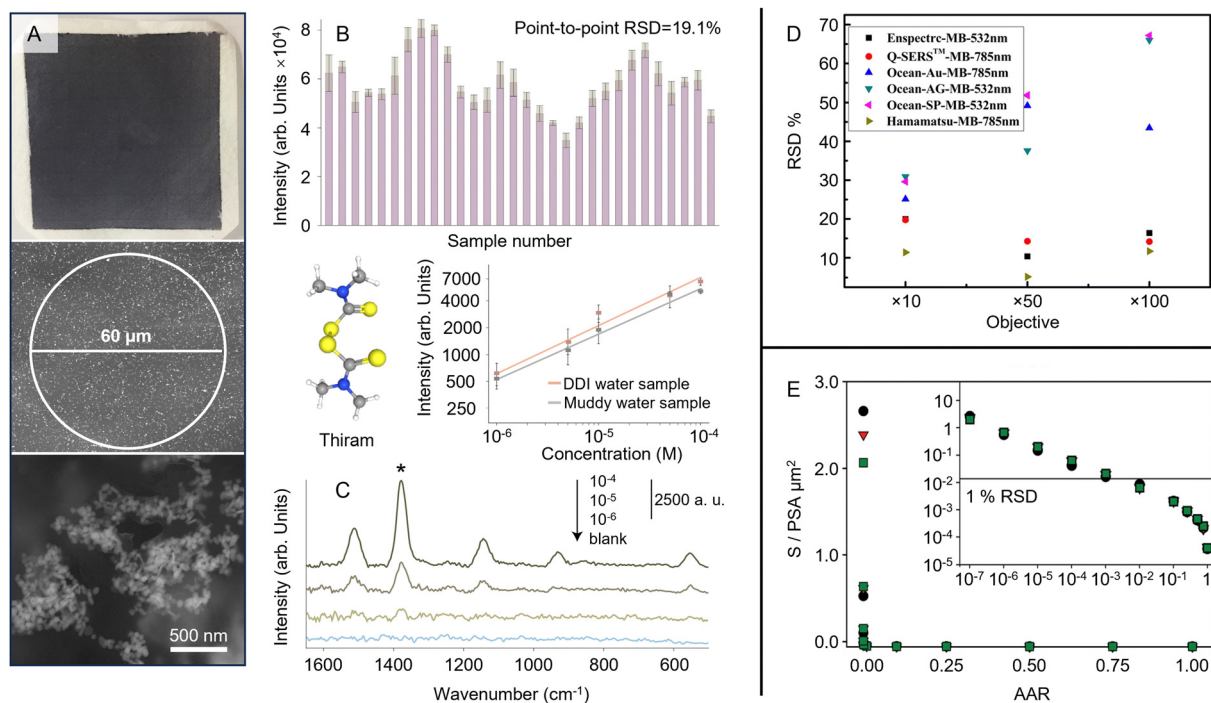 A
60 µm
500 nm
B
Point-to-point RSD=19.1%
Intensity (arb. Units × 10⁴)
8
6
4
2
0
Sample number
Thiram
Intensity (arb. Units)
7000
4000
2000
1000
500
250
DDI water sample
Muddy water sample
10⁻⁶
10⁻⁵
10⁻⁴
Concentration (M)
C
*
10⁻⁴
10⁻⁵
10⁻⁶
blank
2500 a. u.
Intensity (arb. Units)
1600
1400
1200
1000
800
600
Wavenumber (cm⁻¹)
D
RSD %
80
70
60
50
40
30
20
10
Enspectrc-MB-532nm
Q-SERS™-MB-785nm
Ocean-Au-MB-785nm
Ocean-AG-MB-532nm
Ocean-SP-MB-532nm
Hamamatsu-MB-785nm
×10
×50
×100
Objective
E
S / PSA µm²
3.0
2.0
1.0
0.0
10
1
10⁻¹
10⁻²
10⁻³
10⁻⁴
10⁻⁵
1 % RSD
10⁻⁷ 10⁻⁶ 10⁻⁵ 10⁻⁴ 10⁻³ 10⁻² 10⁻¹ 1
0.00
0.25
0.50
0.75
1.00
AAR